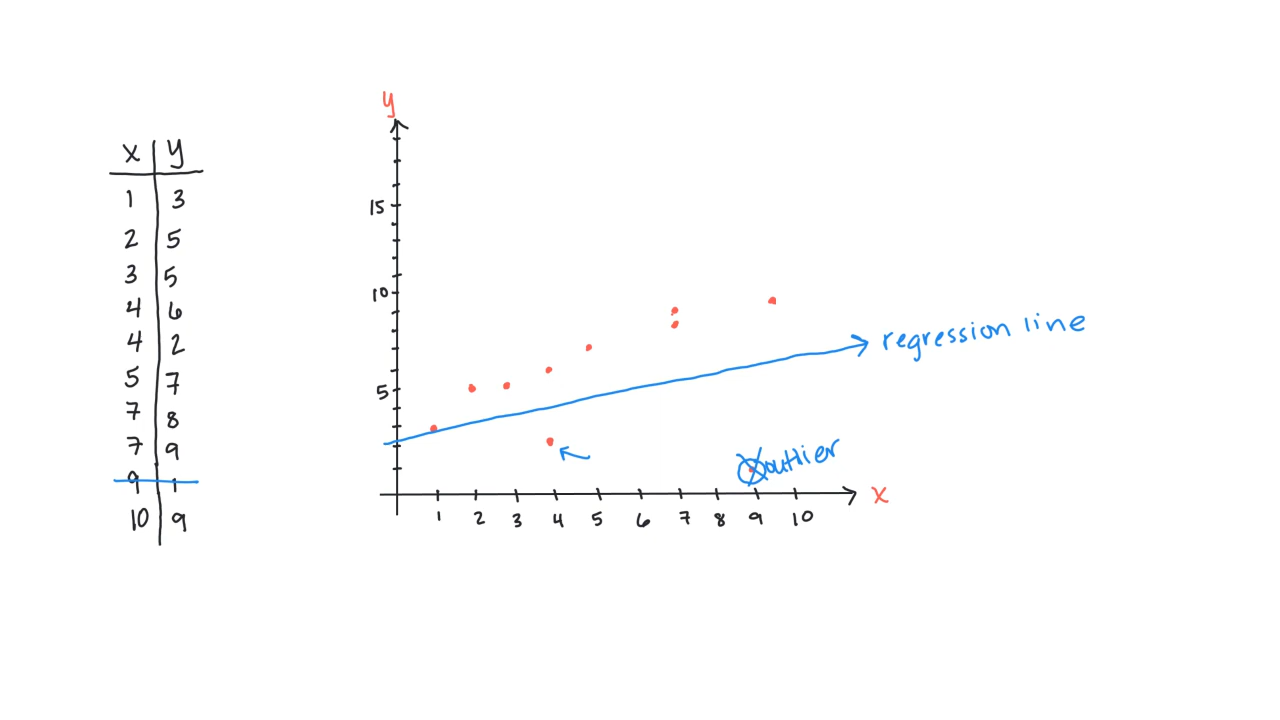 x y
1 3
2 5
3 5
4 6
4 2
5 7
7 8
7 9
9 1
10 9
y
15
10
5
regression line
outlier
x
1 2 3 4 5 6 7 8 9 10